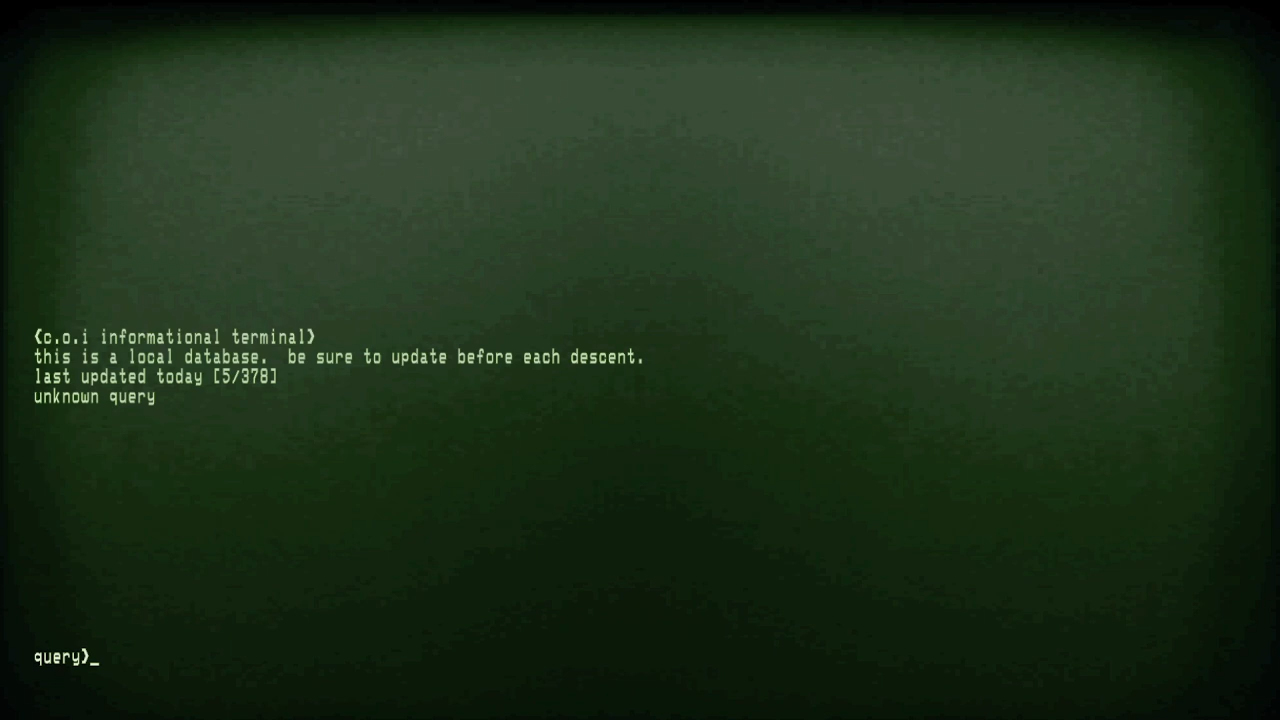 {c.o.i informational terminal}
this is a local database.  be sure to update before each descent.
last updated today [5/378]
unknown query
query}_